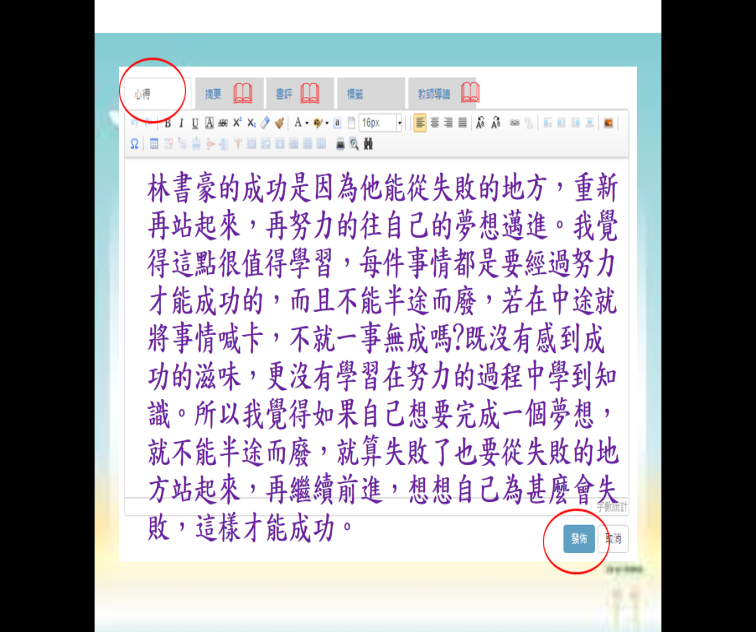 心得 摘要 書評 標籤 教師導讀
B I U A ABC X² X₂ A 16px
Ω
林書豪的成功是因為他能從失敗的地方，重新
再站起來，再努力的往自己的夢想邁進。我覺
得這點很值得學習，每件事情都是要經過努力
才能成功的，而且不能半途而廢，若在中途就
將事情喊卡，不就一事無成嗎?既沒有感到成
功的滋味，更沒有學習在努力的過程中學到知
識。所以我覺得如果自己想要完成一個夢想，
就不能半途而廢，就算失敗了也要從失敗的地
方站起來，再繼續前進，想想自己為甚麼會失
敗，這樣才能成功。
字數統計
發佈 取消